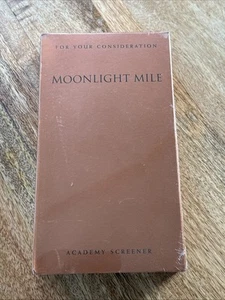 FOR YOUR CONSIDERATION
MOONLIGHT MILE
ACADEMY SCREENER